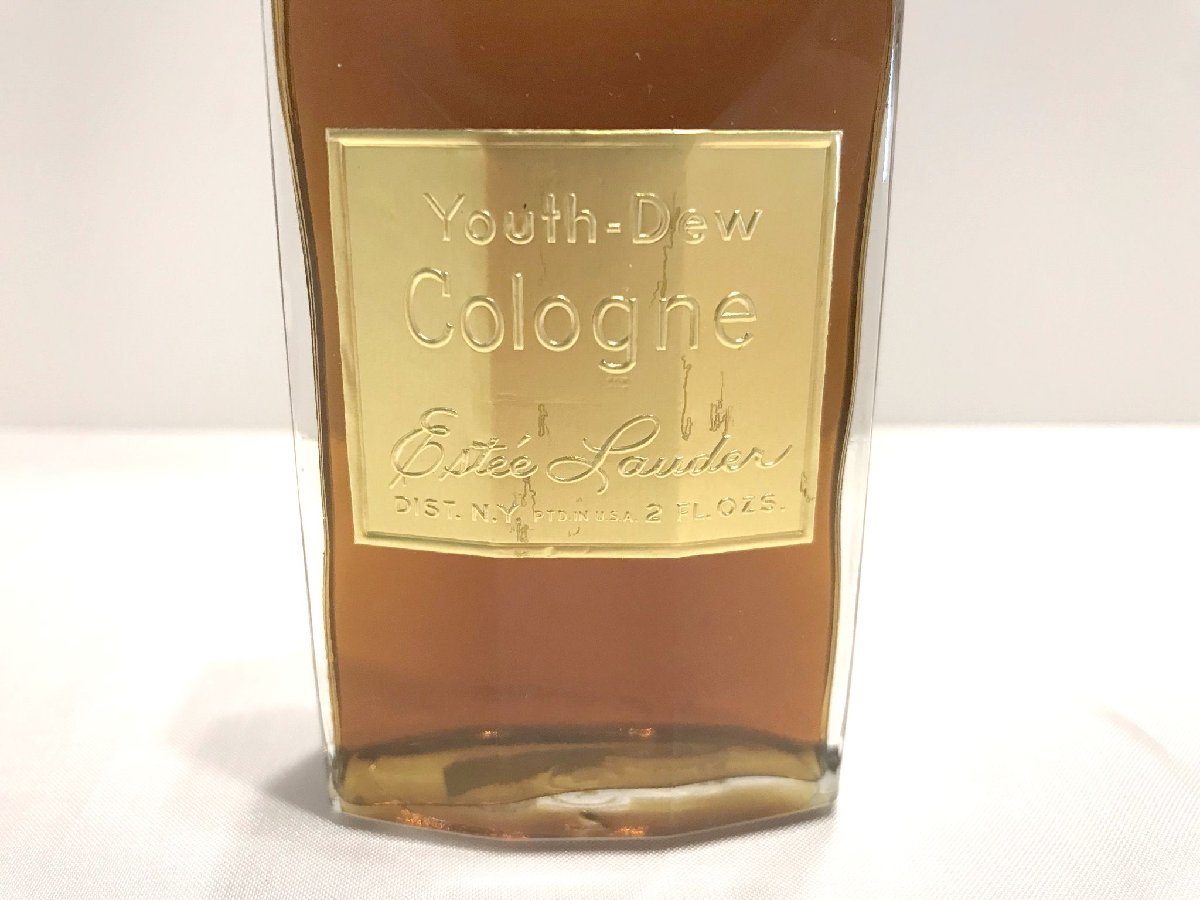 Youth-Dew
Cologne
Estée Lauder
DIST. N.Y. PTD. IN U.S.A. 2 FL. OZS.